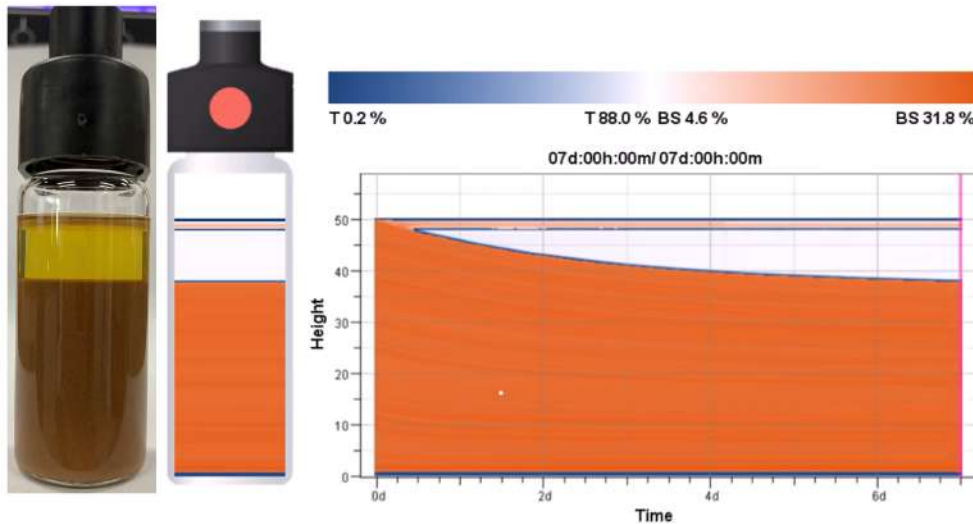 T 0.2 %
T 88.0 % BS 4.6 %
BS 31.8 %
07d:00h:00m/ 07d:00h:00m
Height
50
40
30
20
10
0
0d
2d
4d
6d
Time